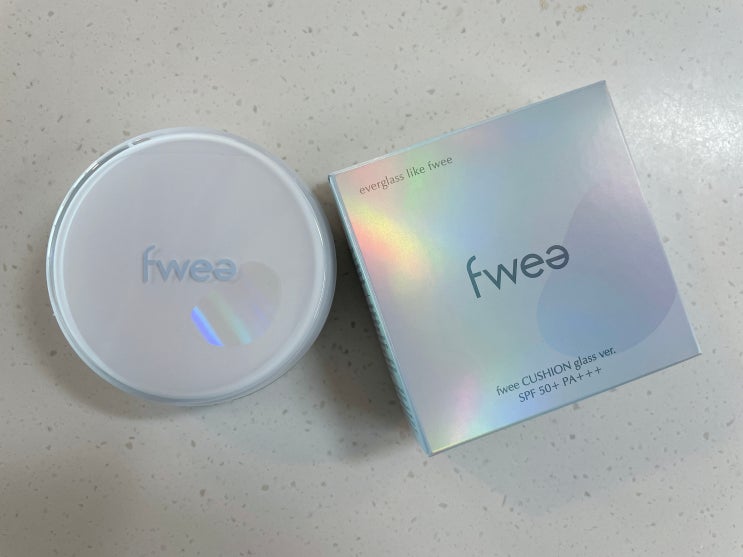 fwee
everglass like fwee
fwee
fwee CUSHION glass ver.
SPF 50+ PA+++